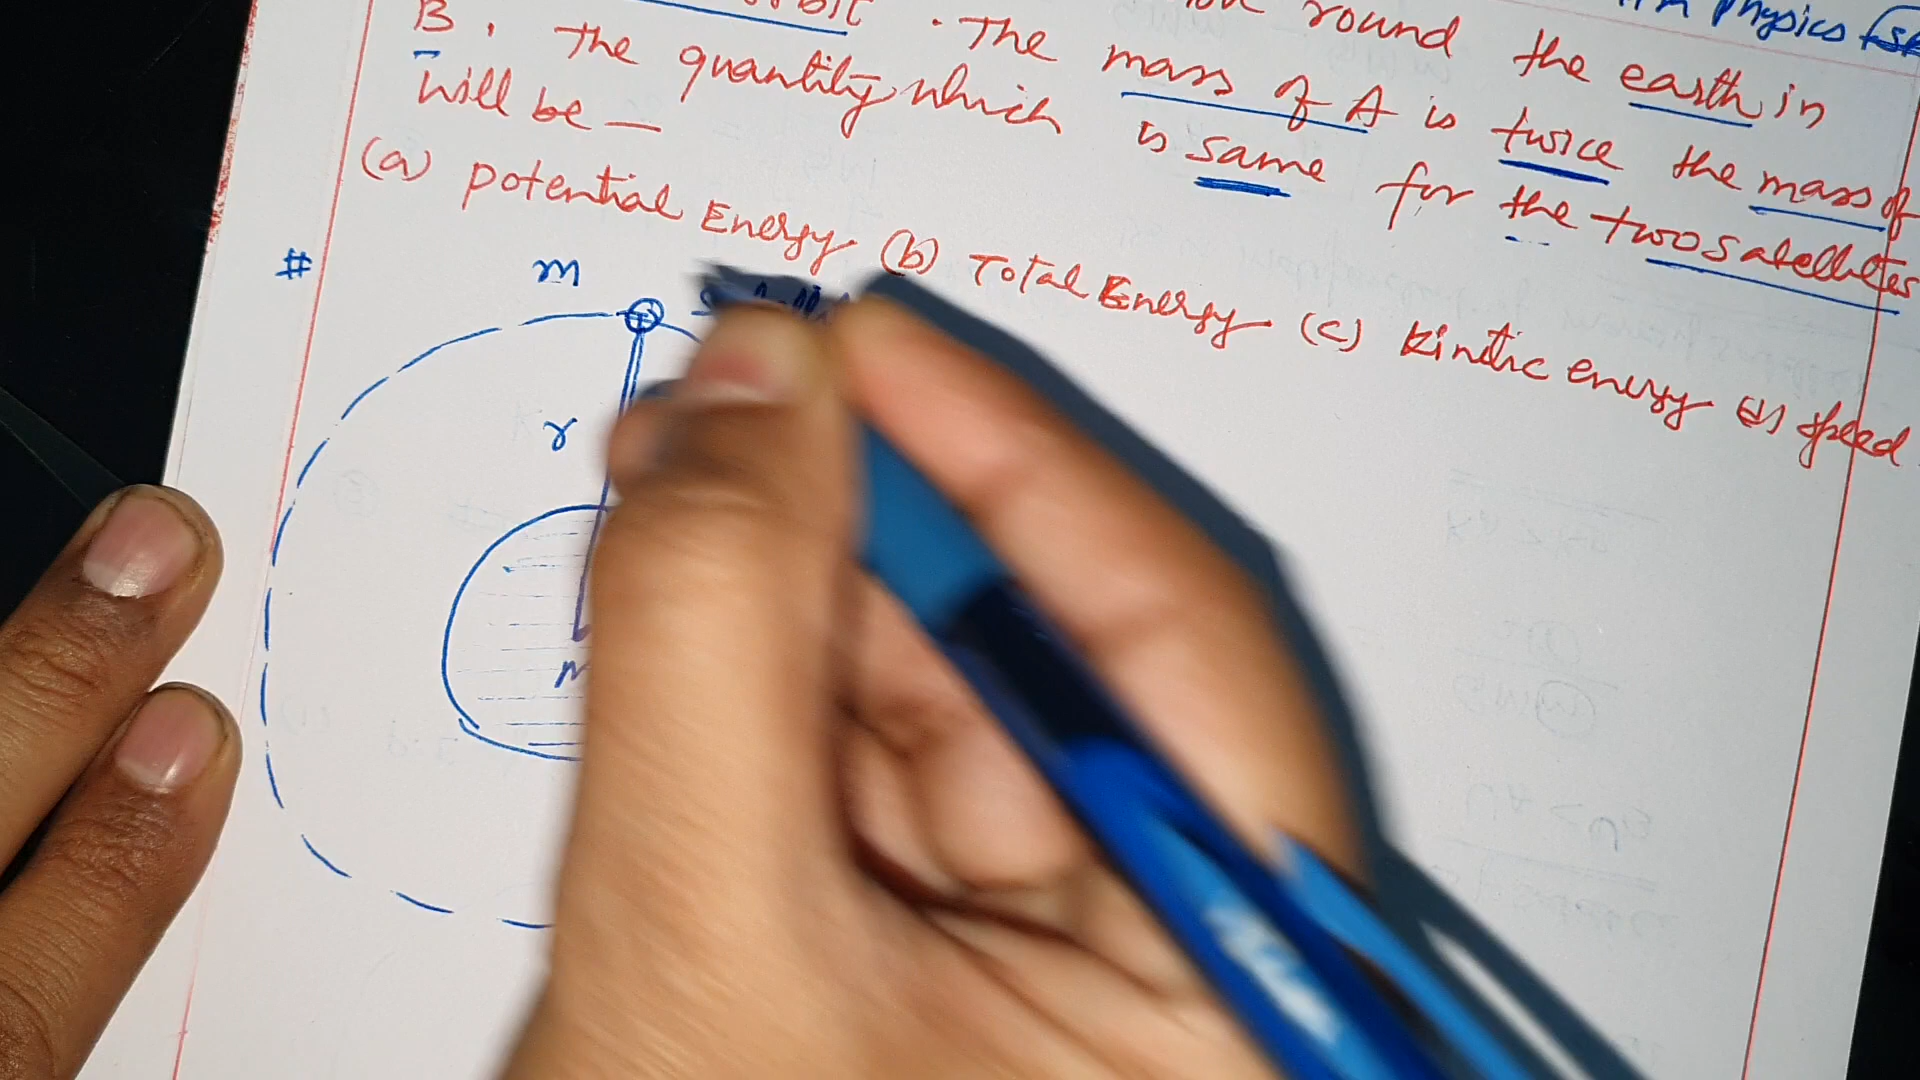 Physics
round the earth in
B. The mass of A is twice the mass of
The quantity which is same for the two satellites
will be —
(a) potential Energy (b) Total Energy (c) Kinetic energy speed
# m
r